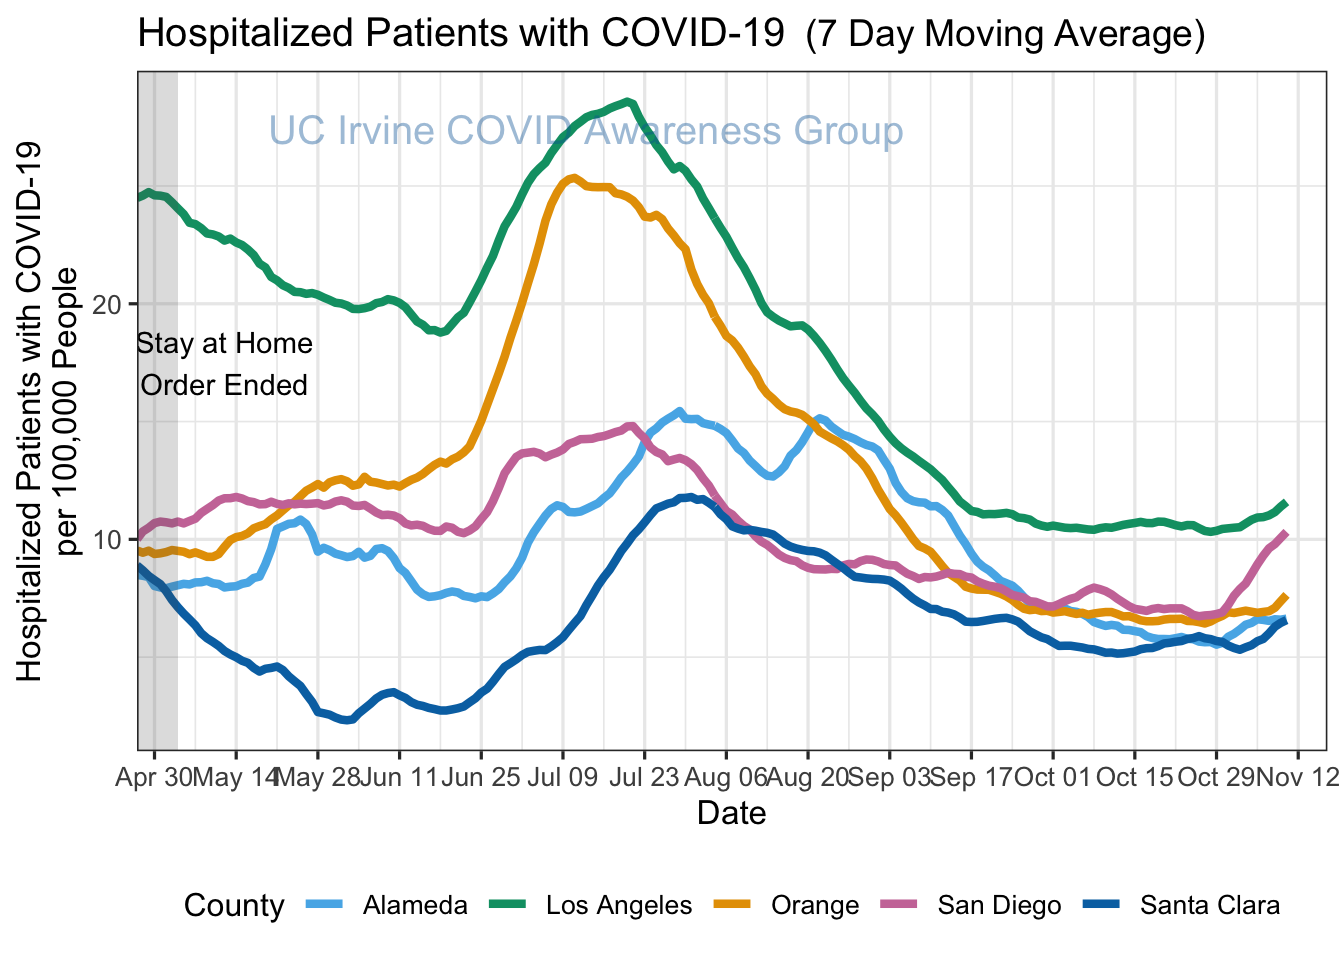 Hospitalized Patients with COVID-19 (7 Day Moving Average)
UC Irvine COVID Awareness Group
Hospitalized Patients with COVID-19
per 100,000 People
20
10
Stay at Home
Order Ended
Apr 30 May 14 May 28 Jun 11 Jun 25 Jul 09 Jul 23 Aug 06 Aug 20 Sep 03 Sep 17 Oct 01 Oct 15 Oct 29 Nov 12
Date
County Alameda Los Angeles Orange San Diego Santa Clara